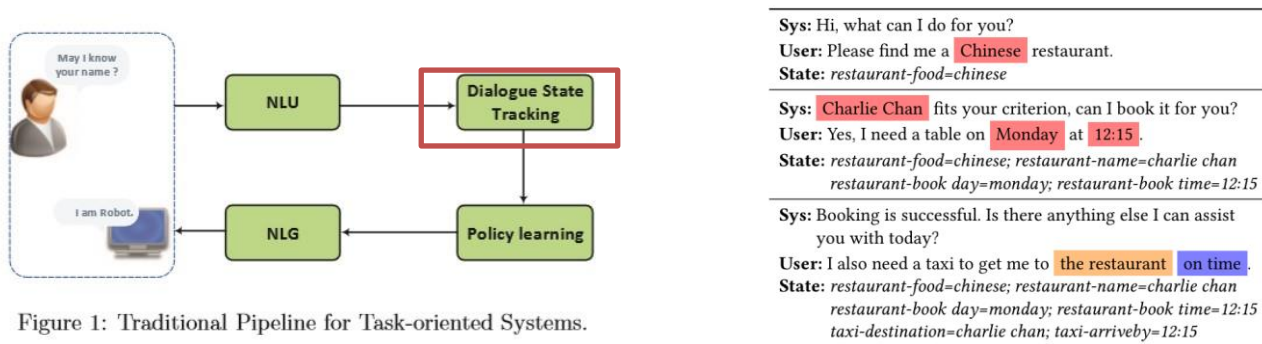 May I know
your name ?
NLU
Dialogue State
Tracking
I am Robot.
NLG
Policy learning
Figure 1: Traditional Pipeline for Task-oriented Systems.
Sys: Hi, what can I do for you?
User: Please find me a Chinese restaurant.
State: restaurant-food=chinese
Sys: Charlie Chan fits your criterion, can I book it for you?
User: Yes, I need a table on Monday at 12:15 .
State: restaurant-food=chinese; restaurant-name=charlie chan
restaurant-book day=monday; restaurant-book time=12:15
Sys: Booking is successful. Is there anything else I can assist
you with today?
User: I also need a taxi to get me to the restaurant on time .
State: restaurant-food=chinese; restaurant-name=charlie chan
restaurant-book day=monday; restaurant-book time=12:15
taxi-destination=charlie chan; taxi-arriveby=12:15